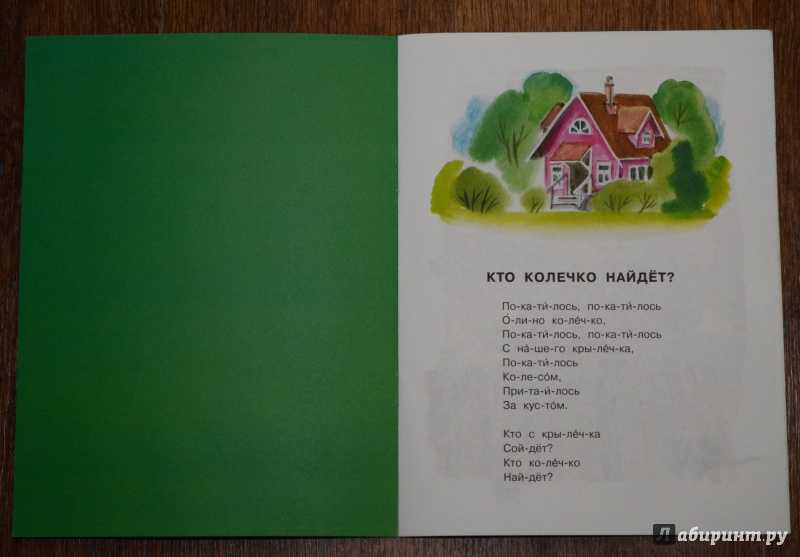 КТО КОЛЕЧКО НАЙДЁТ?
По-ка-ти́-лось, по-ка-ти́-лось
О́-ли-но ко-ле́ч-ко,
По-ка-ти́-лось, по-ка-ти́-лось
С на́-ше-го кры-ле́ч-ка,
По-ка-ти́-лось
Ко-ле-со́м,
При-та-и́-лось
За кус-то́м.
Кто с кры-ле́ч-ка
Сой-дёт?
Кто ко-ле́ч-ко
Най-дёт?
Лабиринт.ру